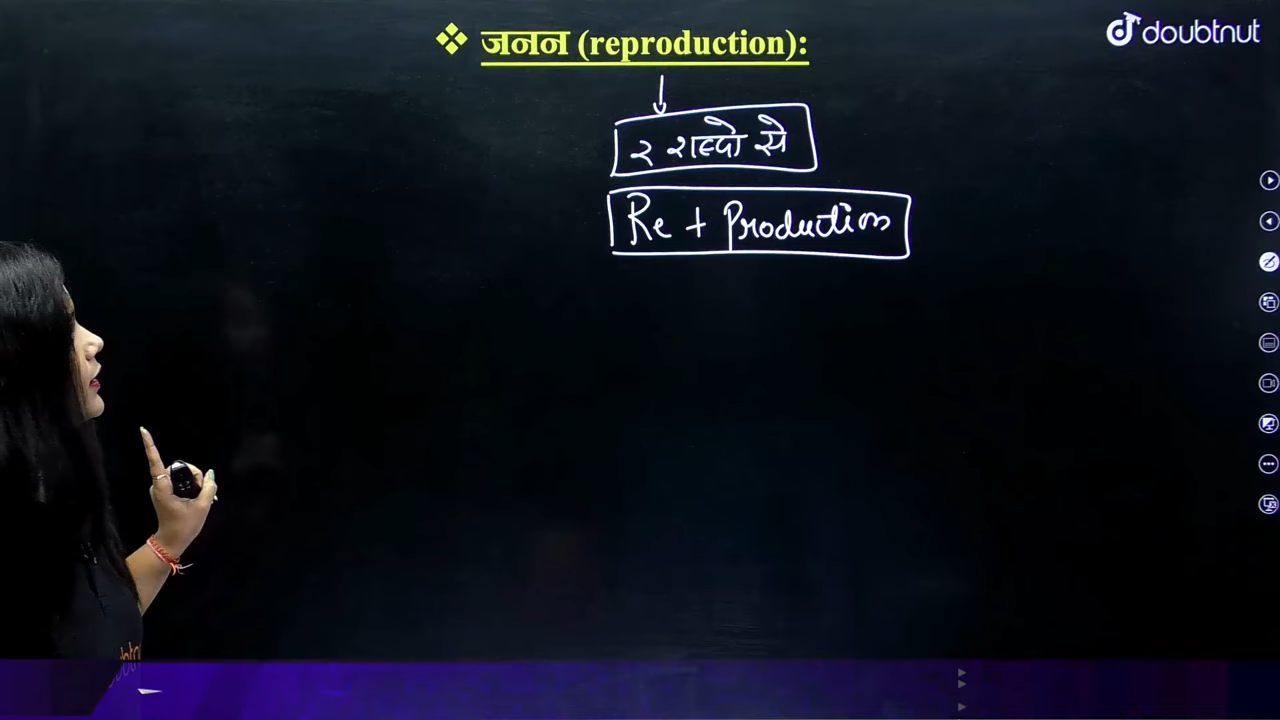 doubtnut
❖ जनन (reproduction):
२ शब्दो से
Re + Production